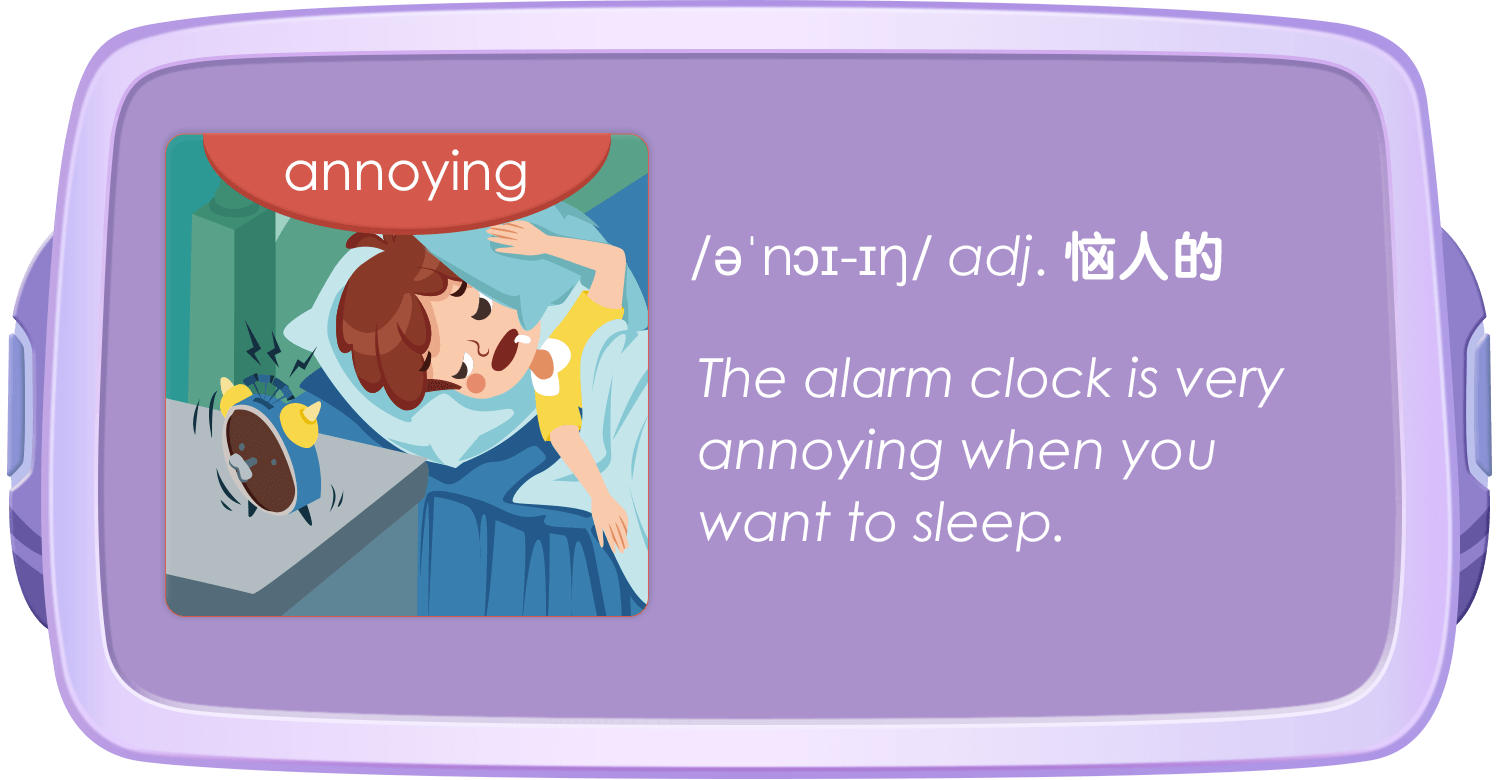 annoying
/əˈnɔɪ-ɪŋ/ adj. 恼人的
The alarm clock is very
annoying when you
want to sleep.